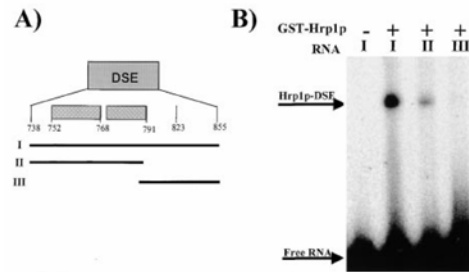 A)
DSE
738 752 768 791 823 855
I
II
III
B)
GST-Hrp1p - + + +
RNA I I II III
Hrp1p-DSE
Free RNA